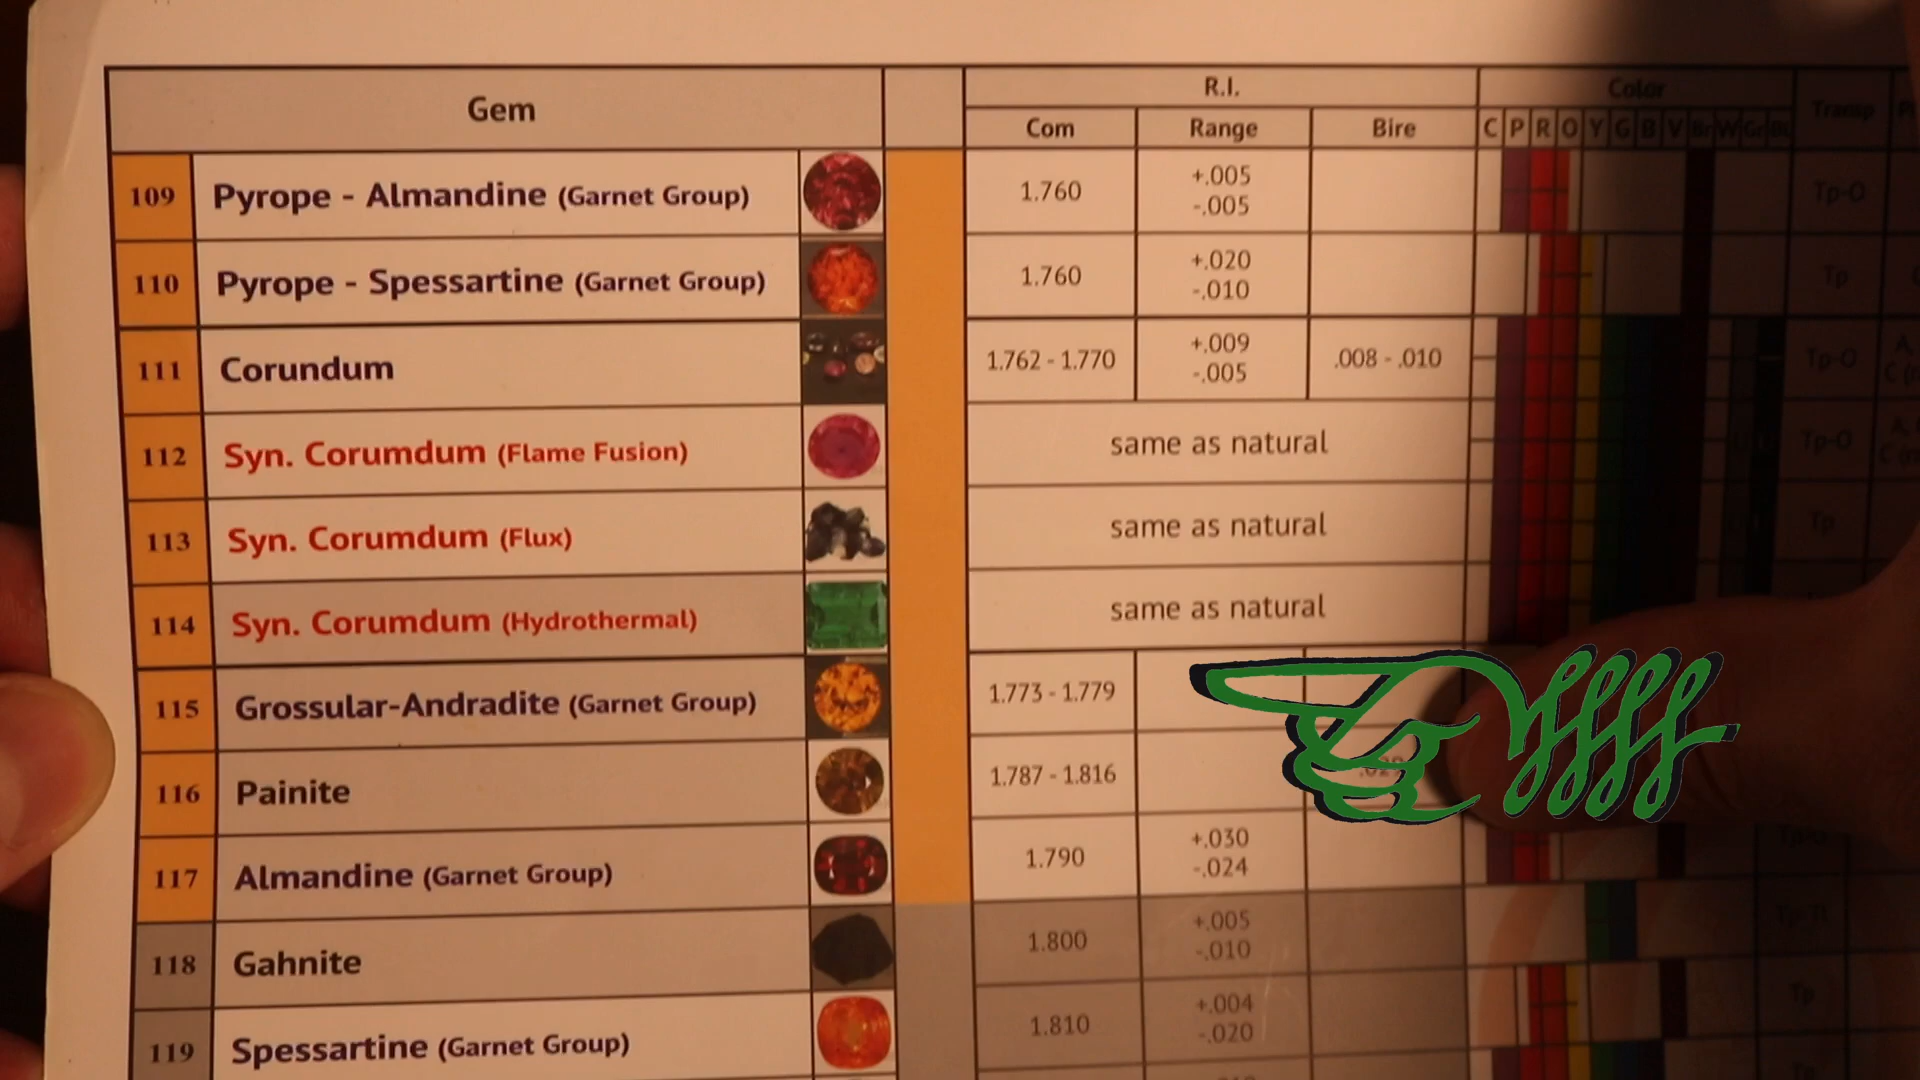 Gem R.I. Color Transp
Com Range Bire C P R O Y G B V Br W Gr Bl
109 Pyrope - Almandine (Garnet Group) 1.760 +.005 -.005 Tp-O
110 Pyrope - Spessartine (Garnet Group) 1.760 +.020 -.010 Tp
111 Corundum 1.762 - 1.770 +.009 -.005 .008 - .010 Tp-O
112 Syn. Corumdum (Flame Fusion) same as natural Tp-O
113 Syn. Corumdum (Flux) same as natural Tp
114 Syn. Corumdum (Hydrothermal) same as natural
115 Grossular-Andradite (Garnet Group) 1.773 - 1.779
116 Painite 1.787 - 1.816
117 Almandine (Garnet Group) 1.790 +.030 -.024
118 Gahnite 1.800 +.005 -.010
119 Spessartine (Garnet Group) 1.810 +.004 -.020 Tp